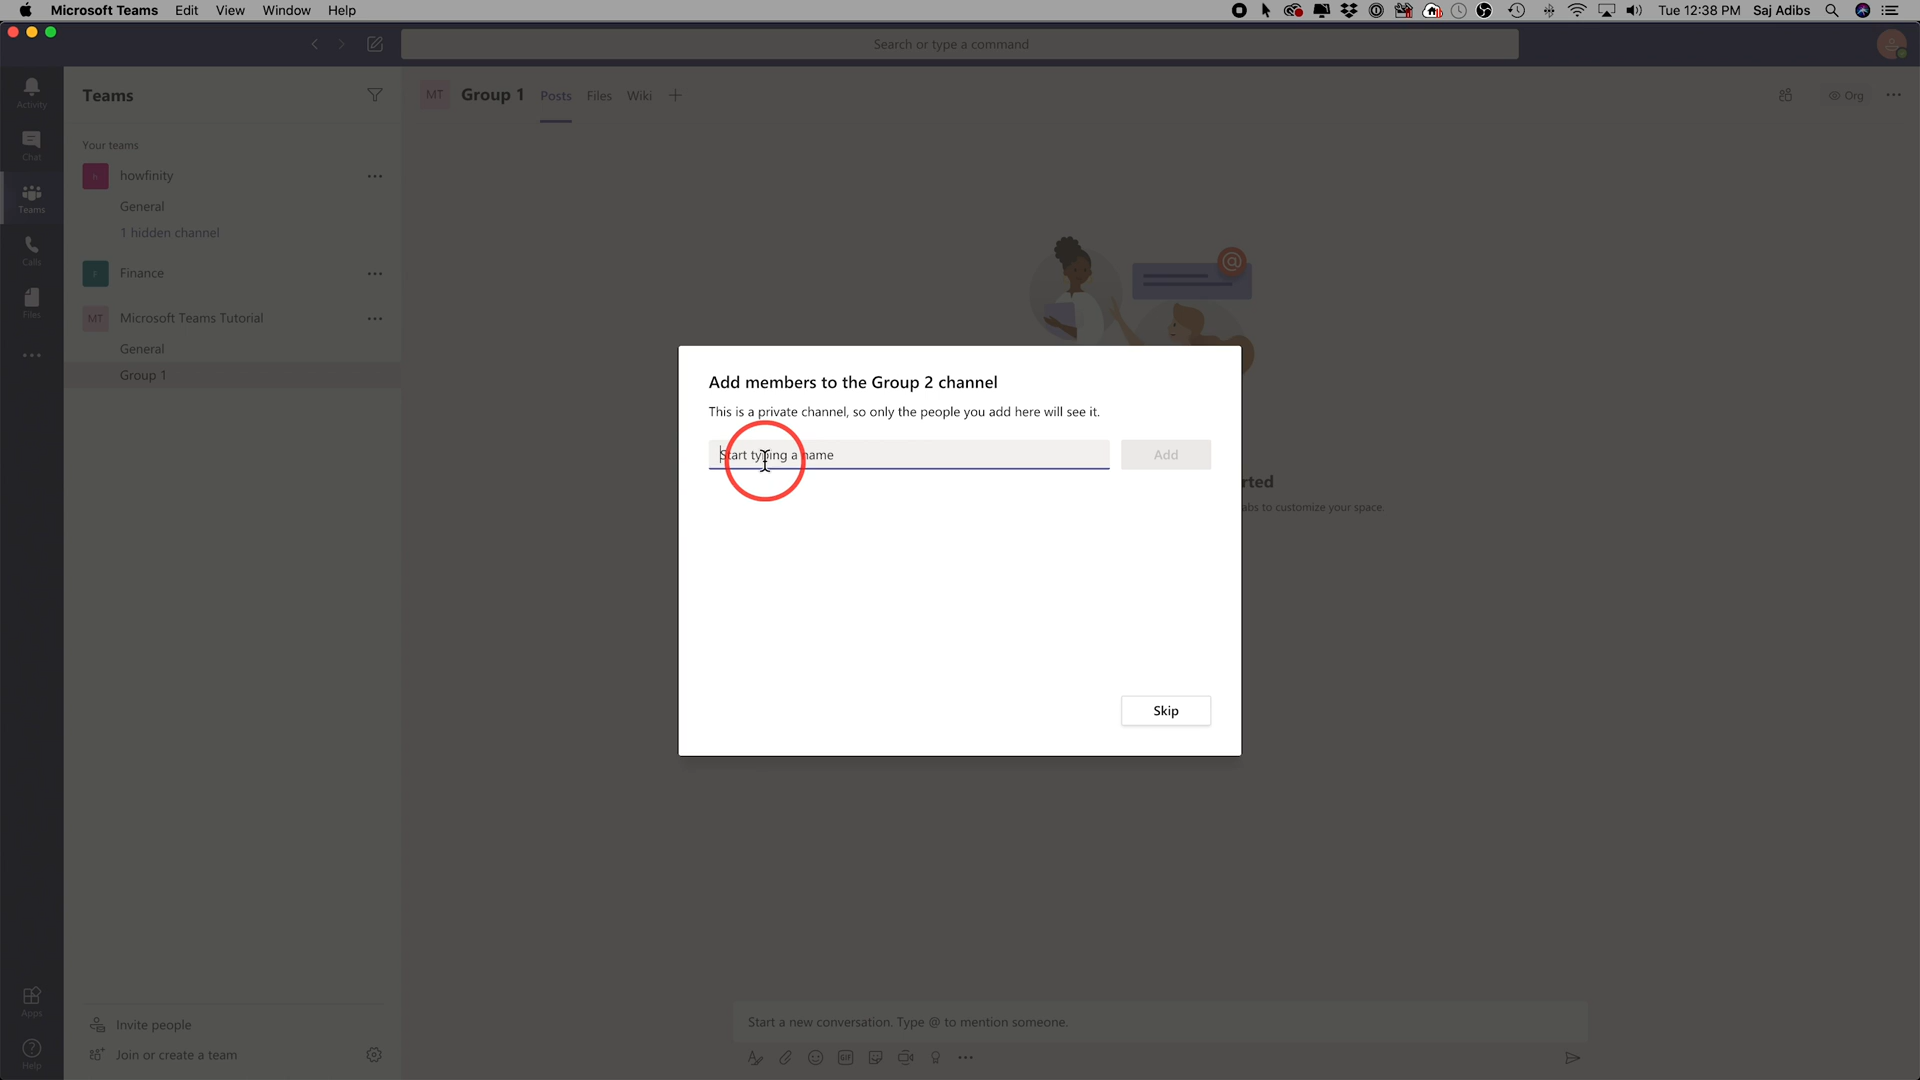 Microsoft Teams Edit View Window Help
Tue 12:38 PM Saj Adibs
Search or type a command
Activity
Chat
Teams
Calls
Files
Apps
Help
Teams
Your teams
h howfinity
General
1 hidden channel
F Finance
MT Microsoft Teams Tutorial
General
Group 1
Invite people
Join or create a team
MT Group 1 Posts Files Wiki
Org
@
rted
abs to customize your space.
Add members to the Group 2 channel
This is a private channel, so only the people you add here will see it.
Start typing a name
Add
Skip
Start a new conversation. Type @ to mention someone.
GIF